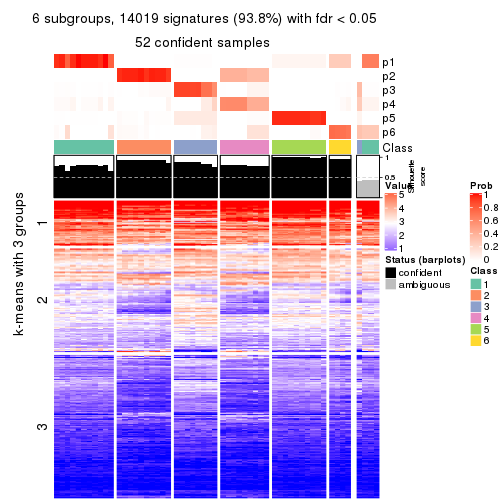 6 subgroups, 14019 signatures (93.8%) with fdr < 0.05
52 confident samples
p1
p2
p3
p4
p5
p6
Class
1
0.5
0
Silhouette
score
k-means with 3 groups
1
2
3
Value
5
4
3
2
1
Status (barplots)
confident
ambiguous
Prob
1
0.8
0.6
0.4
0.2
0
Class
1
2
3
4
5
6